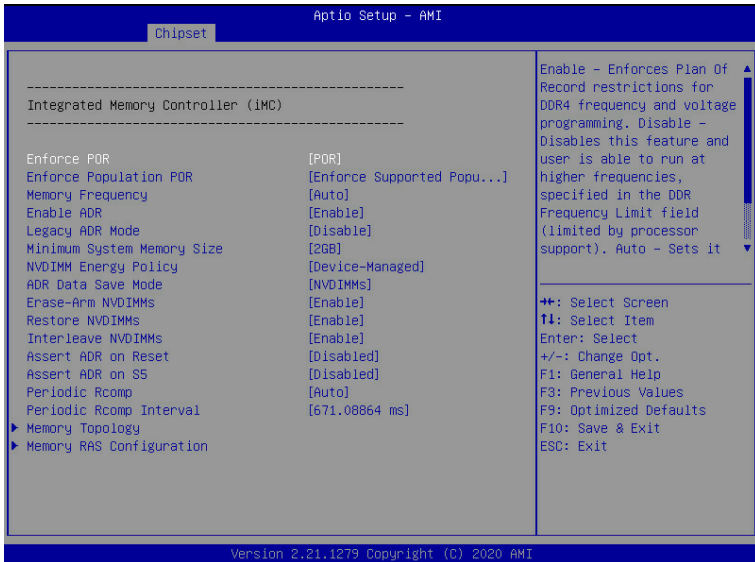 Aptio Setup – AMI
Chipset
Integrated Memory Controller (iMC)
Enforce POR [POR]
Enforce Population POR [Enforce Supported Popu...]
Memory Frequency [Auto]
Enable ADR [Enable]
Legacy ADR Mode [Disable]
Minimum System Memory Size [2GB]
NVDIMM Energy Policy [Device-Managed]
ADR Data Save Mode [NVDIMMs]
Erase-Arm NVDIMMs [Enable]
Restore NVDIMMs [Enable]
Interleave NVDIMMs [Enable]
Assert ADR on Reset [Disabled]
Assert ADR on S5 [Disabled]
Periodic Rcomp [Auto]
Periodic Rcomp Interval [671.08864 ms]
Memory Topology
Memory RAS Configuration
Enable – Enforces Plan Of
Record restrictions for
DDR4 frequency and voltage
programming. Disable –
Disables this feature and
user is able to run at
higher frequencies,
specified in the DDR
Frequency Limit field
(limited by processor
support). Auto – Sets it
→←: Select Screen
↑↓: Select Item
Enter: Select
+/-: Change Opt.
F1: General Help
F3: Previous Values
F9: Optimized Defaults
F10: Save & Exit
ESC: Exit
Version 2.21.1279 Copyright (C) 2020 AMI